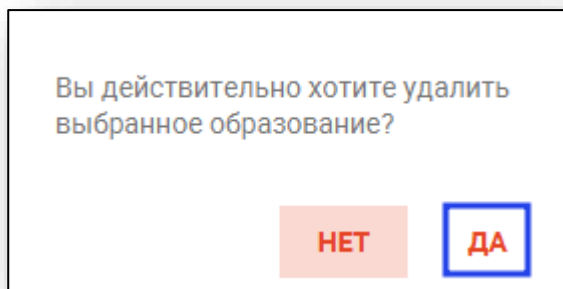 Вы действительно хотите удалить
выбранное образование?
НЕТ ДА